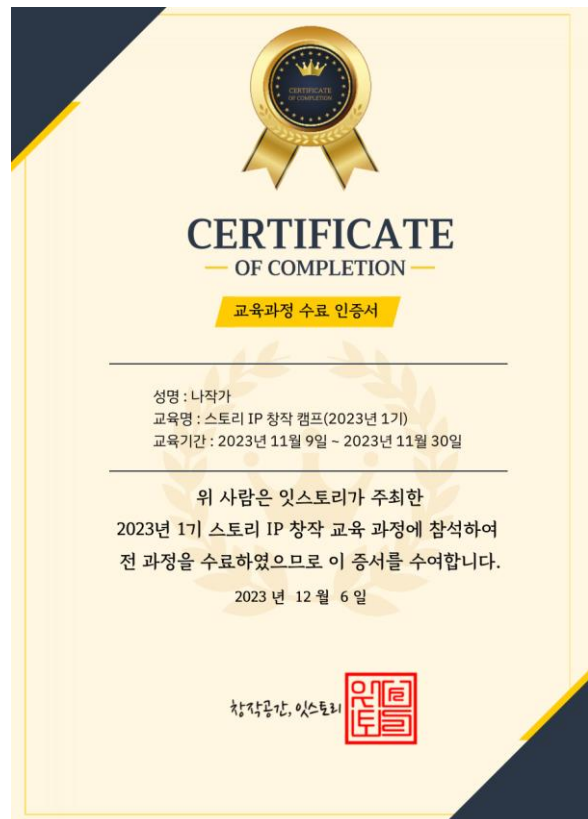 CERTIFICATE
OF COMPLETION
CERTIFICATE
OF COMPLETION
교육과정 수료 인증서
성명 : 나작가
교육명 : 스토리 IP 창작 캠프(2023년 1기)
교육기간 : 2023년 11월 9일 ~ 2023년 11월 30일
위 사람은 잇스토리가 주최한
2023년 1기 스토리 IP 창작 교육 과정에 참석하여
전 과정을 수료하였으므로 이 증서를 수여합니다.
2023 년 12 월 6 일
창작공간, 잇스토리